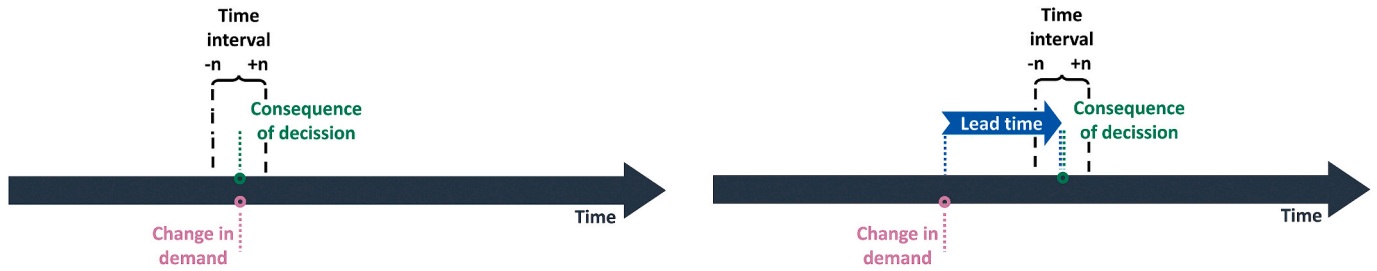 Time
interval
-n +n
Consequence
of decission
Time
Change in
demand
Time
interval
-n +n
Lead time
Consequence
of decission
Time
Change in
demand